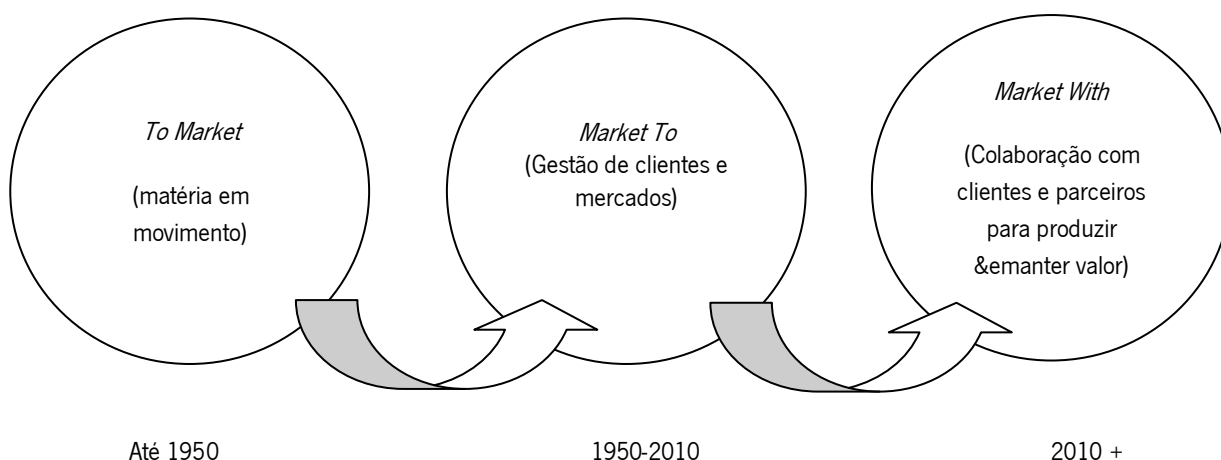 To Market
(matéria em
movimento)
Market To
(Gestão de clientes e
mercados)
Market With
(Colaboração com
clientes e parceiros
para produzir
&emanter valor)
Até 1950
1950-2010
2010 +